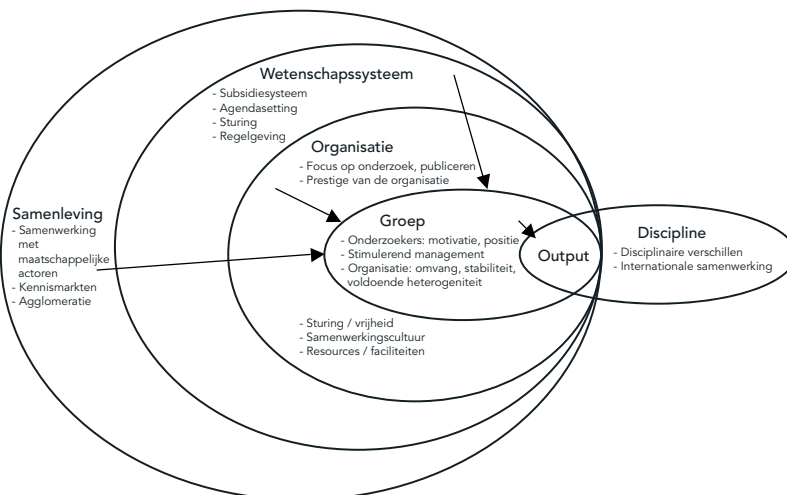 Wetenschapssysteem
- Subsidiesysteem
- Agendasetting
- Sturing
- Regelgeving
Organisatie
- Focus op onderzoek, publiceren
- Prestige van de organisatie
Samenleving
- Samenwerking
met
maatschappelijke
actoren
- Kennismarkten
- Agglomeratie
Groep
- Onderzoekers: motivatie, positie
- Stimulerend management
- Organisatie: omvang, stabiliteit,
voldoende heterogeniteit
Output
Discipline
- Disciplinaire verschillen
- Internationale samenwerking
- Sturing / vrijheid
- Samenwerkingscultuur
- Resources / faciliteiten